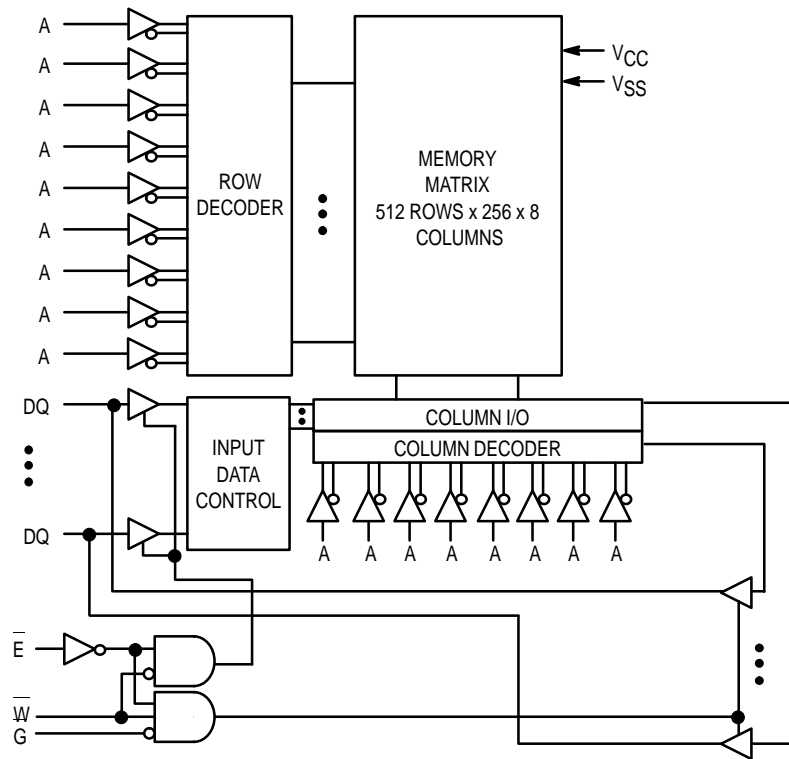 A
A
A
A
A
A
A
A
A
ROW
DECODER
MEMORY
MATRIX
512 ROWS x 256 x 8
COLUMNS
VCC
VSS
DQ
DQ
INPUT
DATA
CONTROL
COLUMN I/O
COLUMN DECODER
A A A A A A A A
E
W
G